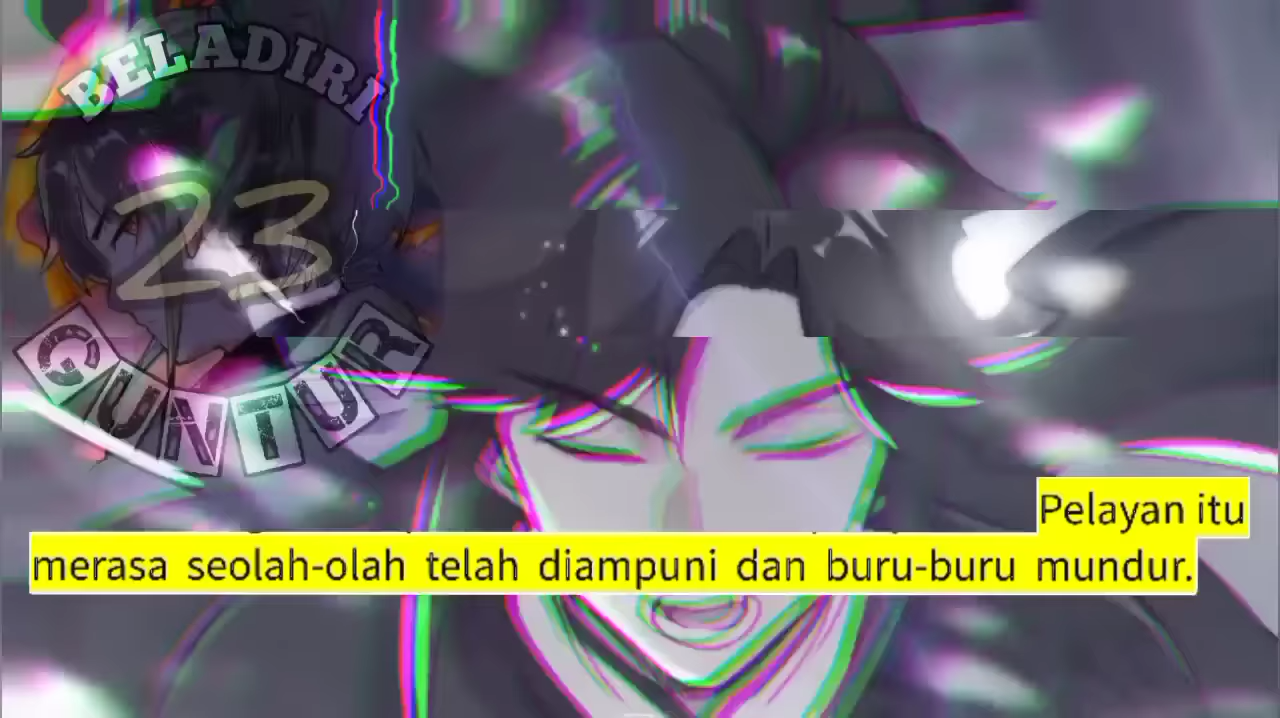 BELADIRI
23
GUNTUR
Pelayan itu
merasa seolah-olah telah diampuni dan buru-buru mundur.